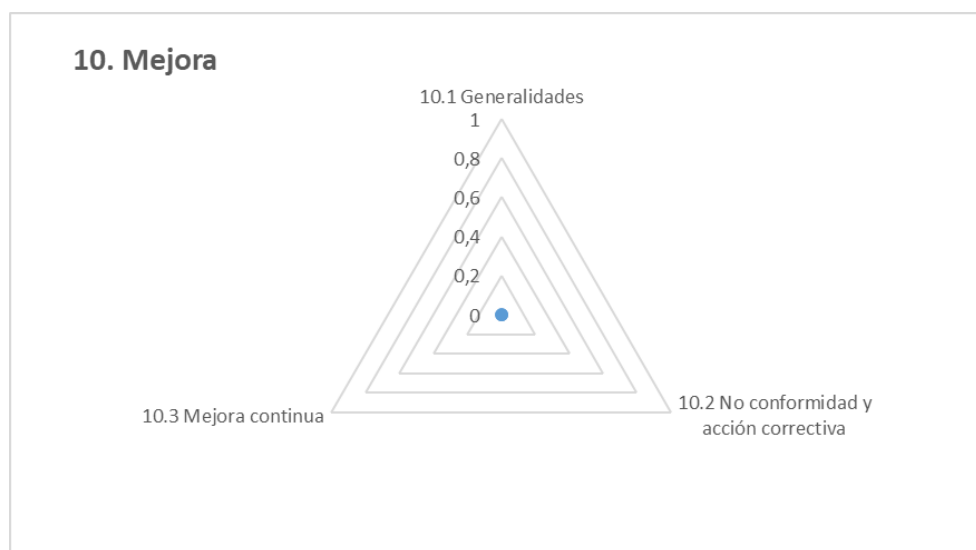 10. Mejora
10.1 Generalidades
1
0,8
0,6
0,4
0,2
0
10.3 Mejora continua
10.2 No conformidad y
acción correctiva